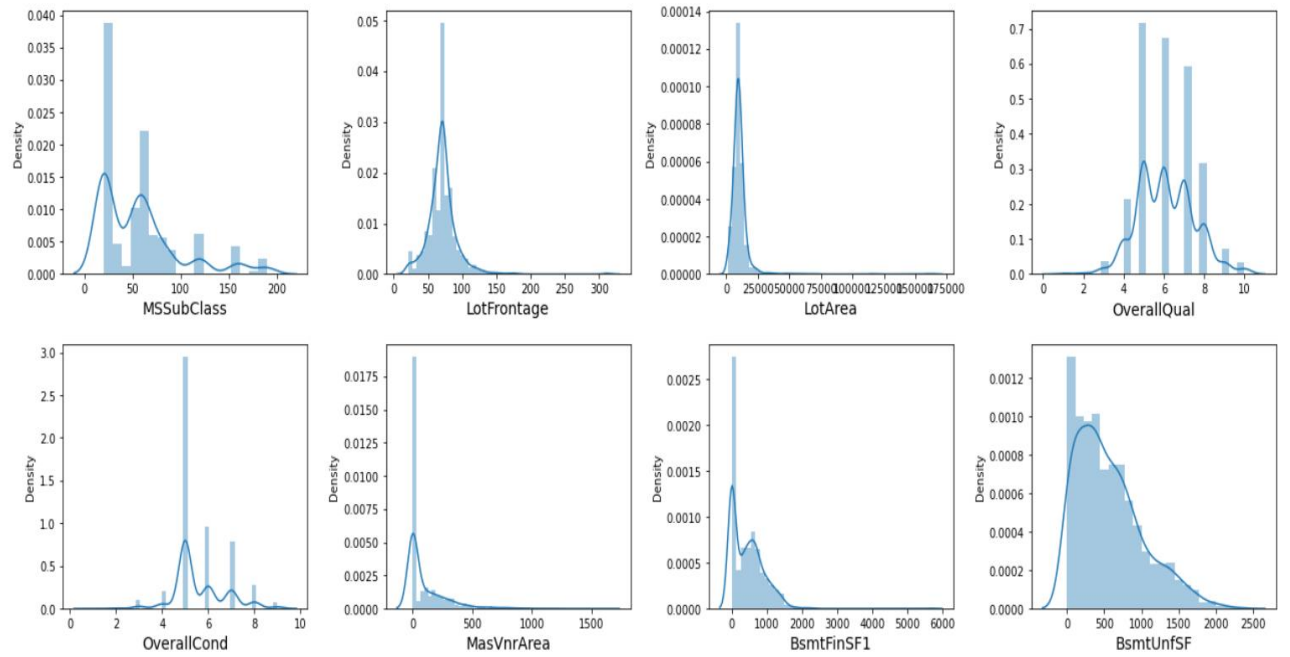 0.040
0.035
0.030
0.025
0.020
0.015
0.010
0.005
0.000
Density
0 50 100 150 200
MSSubClass
0.05
0.04
0.03
0.02
0.01
0.00
Density
0 50 100 150 200 250 300
LotFrontage
0.00014
0.00012
0.00010
0.00008
0.00006
0.00004
0.00002
0.00000
Density
0 25000 50000 75000 100000 125000 150000 175000
LotArea
0.7
0.6
0.5
0.4
0.3
0.2
0.1
0.0
Density
0 2 4 6 8 10
OverallQual
3.0
2.5
2.0
1.5
1.0
0.5
0.0
Density
0 2 4 6 8 10
OverallCond
0.0175
0.0150
0.0125
0.0100
0.0075
0.0050
0.0025
0.0000
Density
0 500 1000 1500
MasVnrArea
0.0025
0.0020
0.0015
0.0010
0.0005
0.0000
Density
0 1000 2000 3000 4000 5000 6000
BsmtFinSF1
0.0012
0.0010
0.0008
0.0006
0.0004
0.0002
0.0000
Density
0 500 1000 1500 2000 2500
BsmtUnfSF